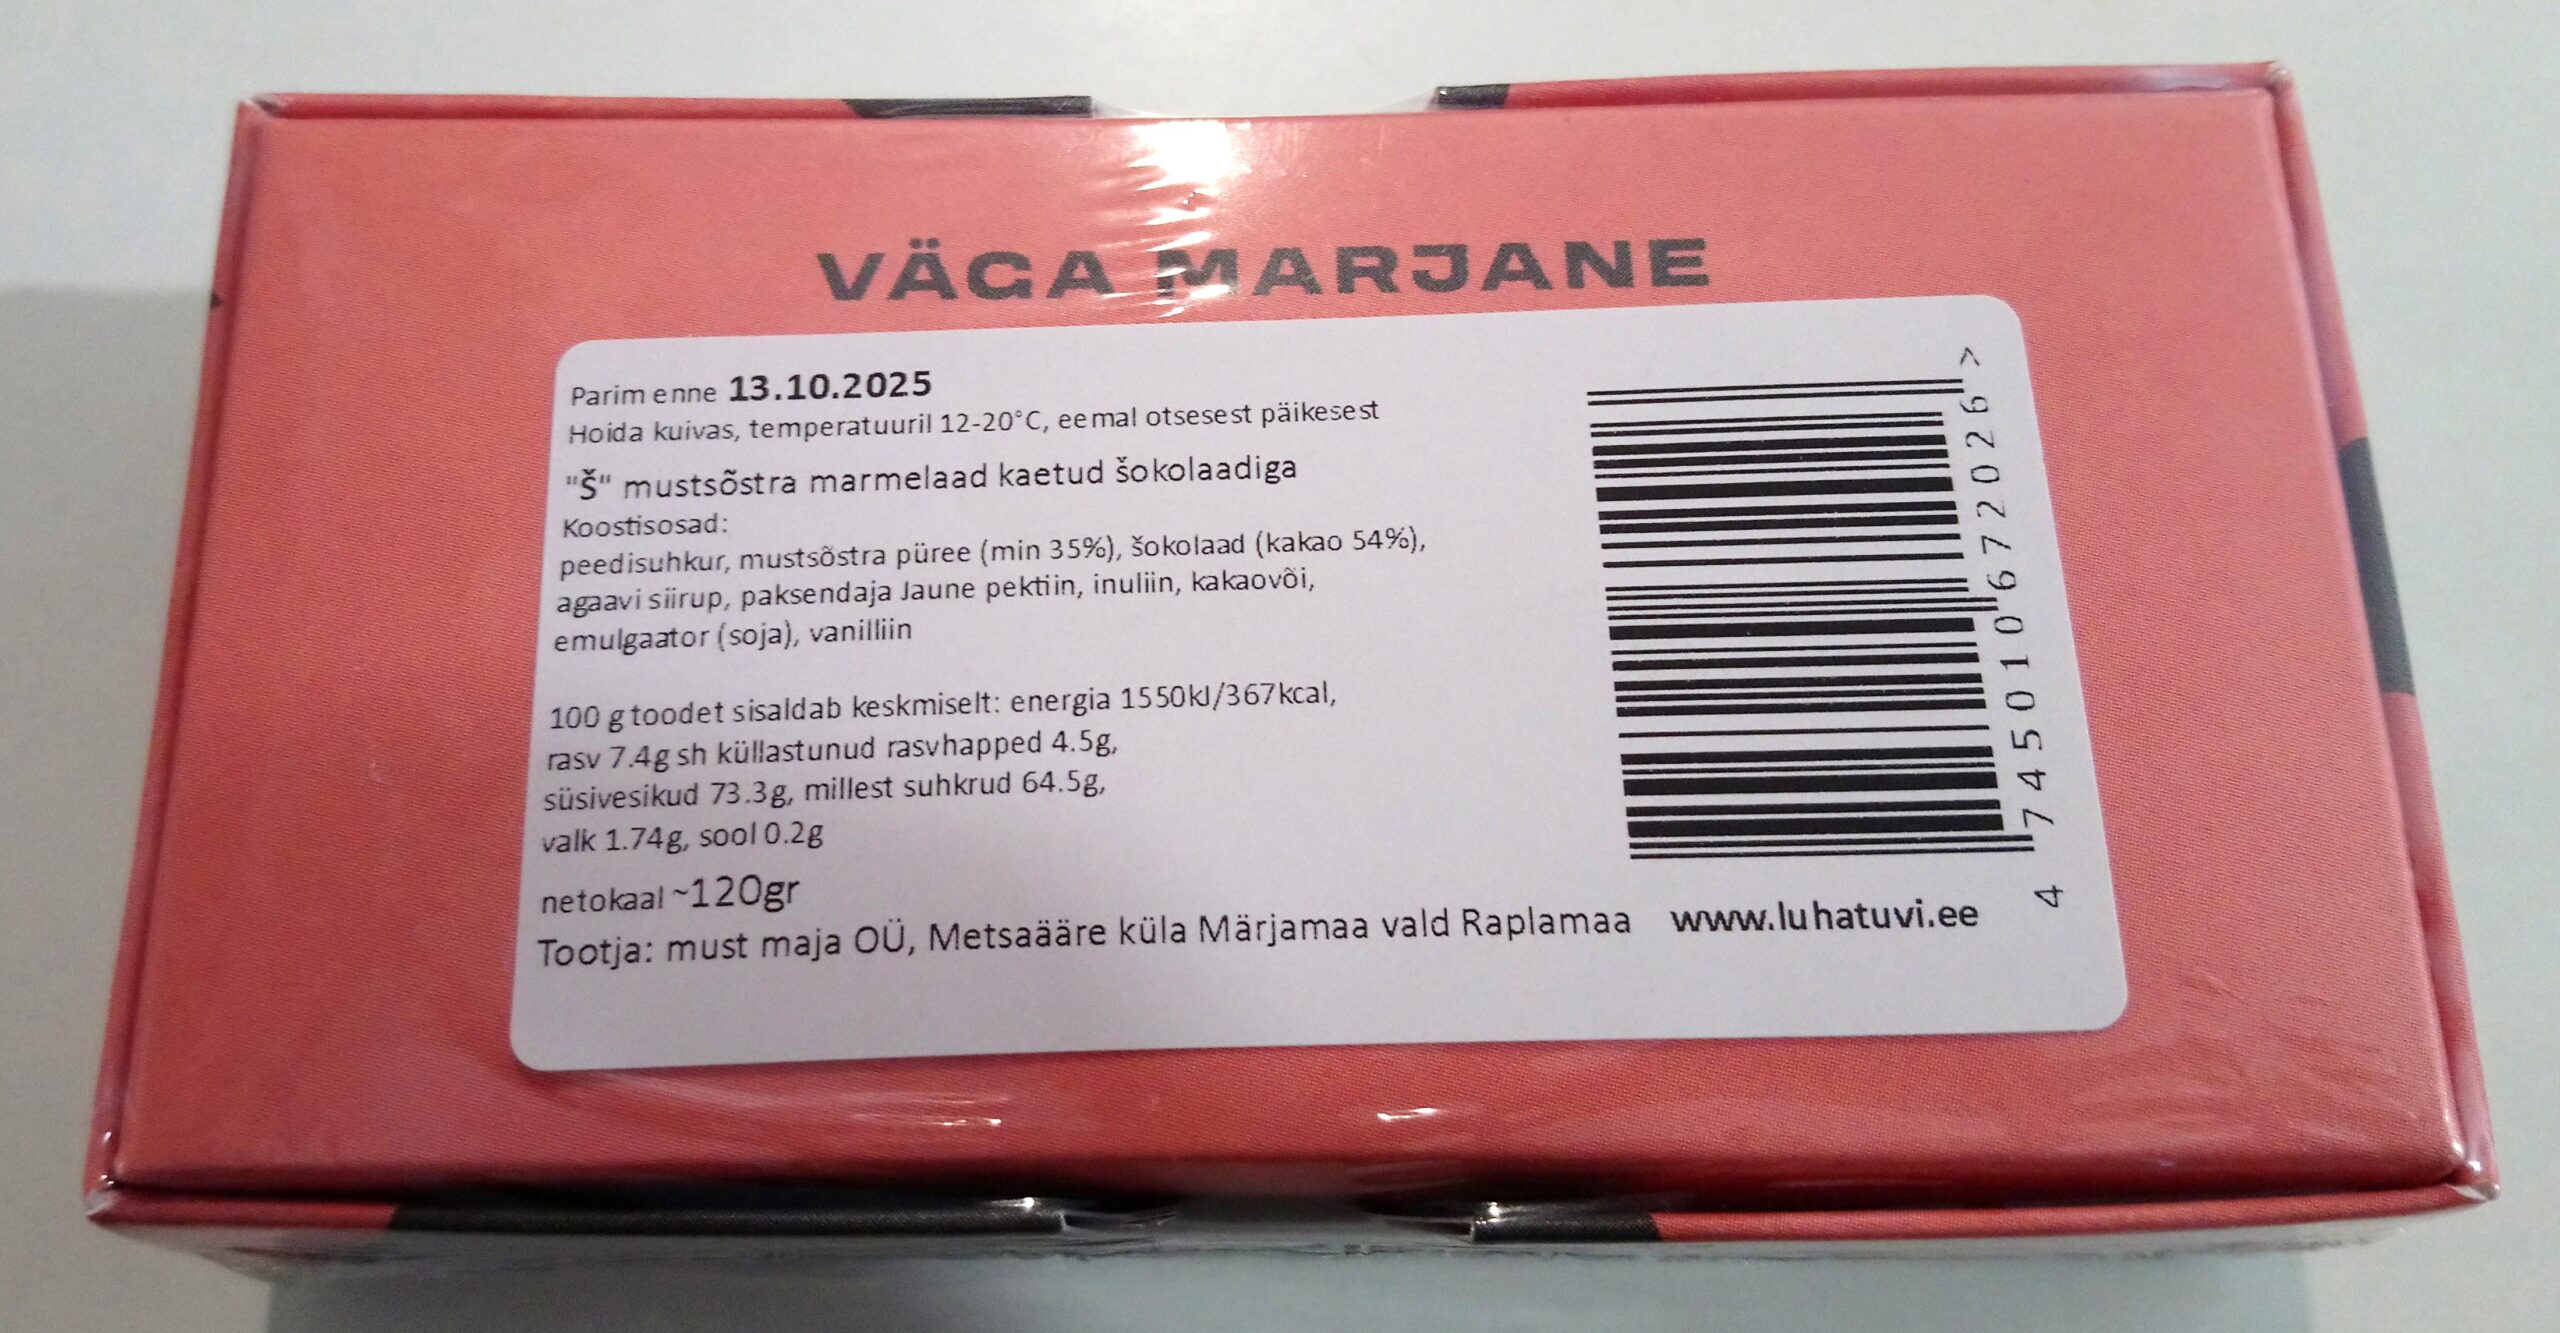 VÄGA MARJANE
Parim enne 13.10.2025
Hoida kuivas, temperatuuril 12-20°C, eemal otsesest päikesest
"Š" mustsõstra marmelaad kaetud šokolaadiga
Koostisosad:
peedisuhkur, mustsõstra püree (min 35%), šokolaad (kakao 54%),
agaavi siirup, paksendaja Jaune pektiin, inuliin, kakaovõi,
emulgaator (soja), vanilliin
100 g toodet sisaldab keskmiselt: energia 1550kJ/367kcal,
rasv 7.4g sh küllastunud rasvhapped 4.5g,
süsivesikud 73.3g, millest suhkrud 64.5g,
valk 1.74g, sool 0.2g
netokaal ~120gr
Tootja: must maja OÜ, Metsaääre küla Märjamaa vald Raplamaa www.luhatuvi.ee
4 745010 672026 >